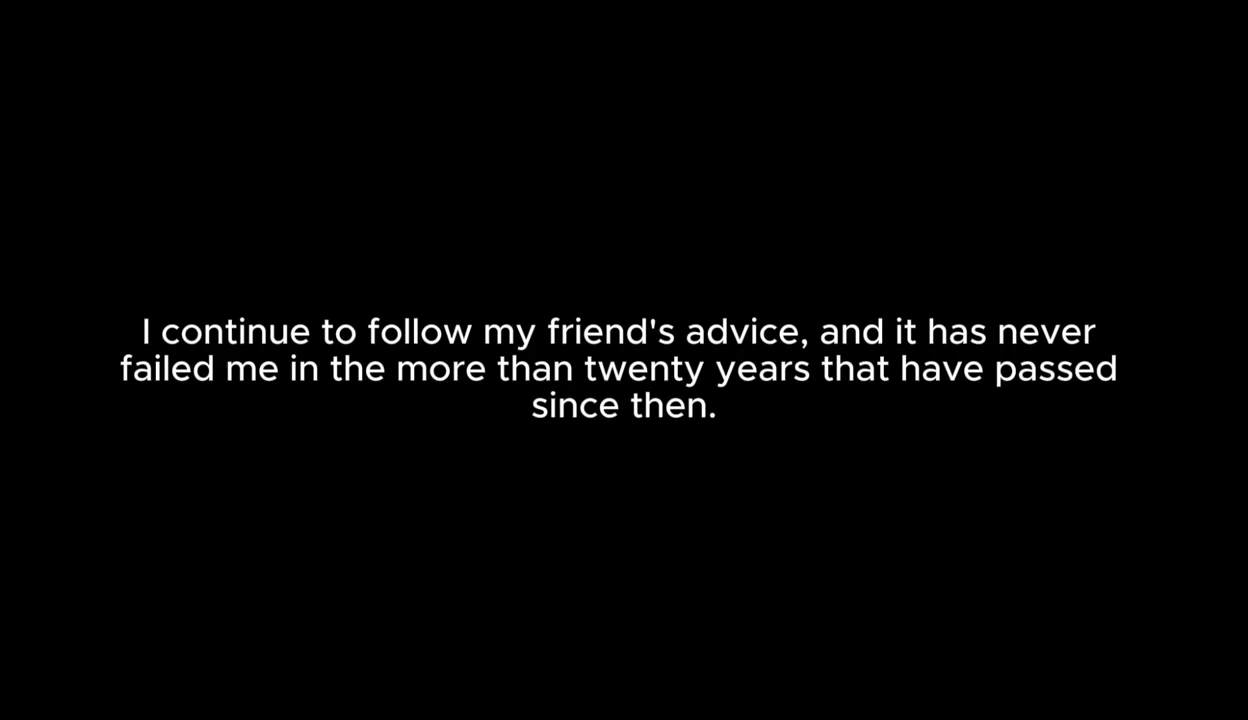 I continue to follow my friend's advice, and it has never
failed me in the more than twenty years that have passed
since then.